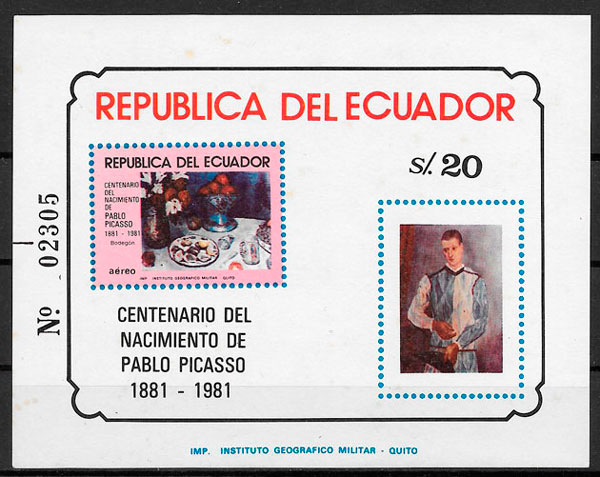 REPUBLICA DEL ECUADOR
REPUBLICA DEL ECUADOR
CENTENARIO
DEL
NACIMIENTO
DE
PABLO
PICASSO
1881 - 1981
Bodegón
aéreo
IMP. INSTITUTO GEOGRAFICO MILITAR - QUITO
s/. 20
Nº 02305
CENTENARIO DEL
NACIMIENTO DE
PABLO PICASSO
1881 - 1981
IMP. INSTITUTO GEOGRAFICO MILITAR - QUITO